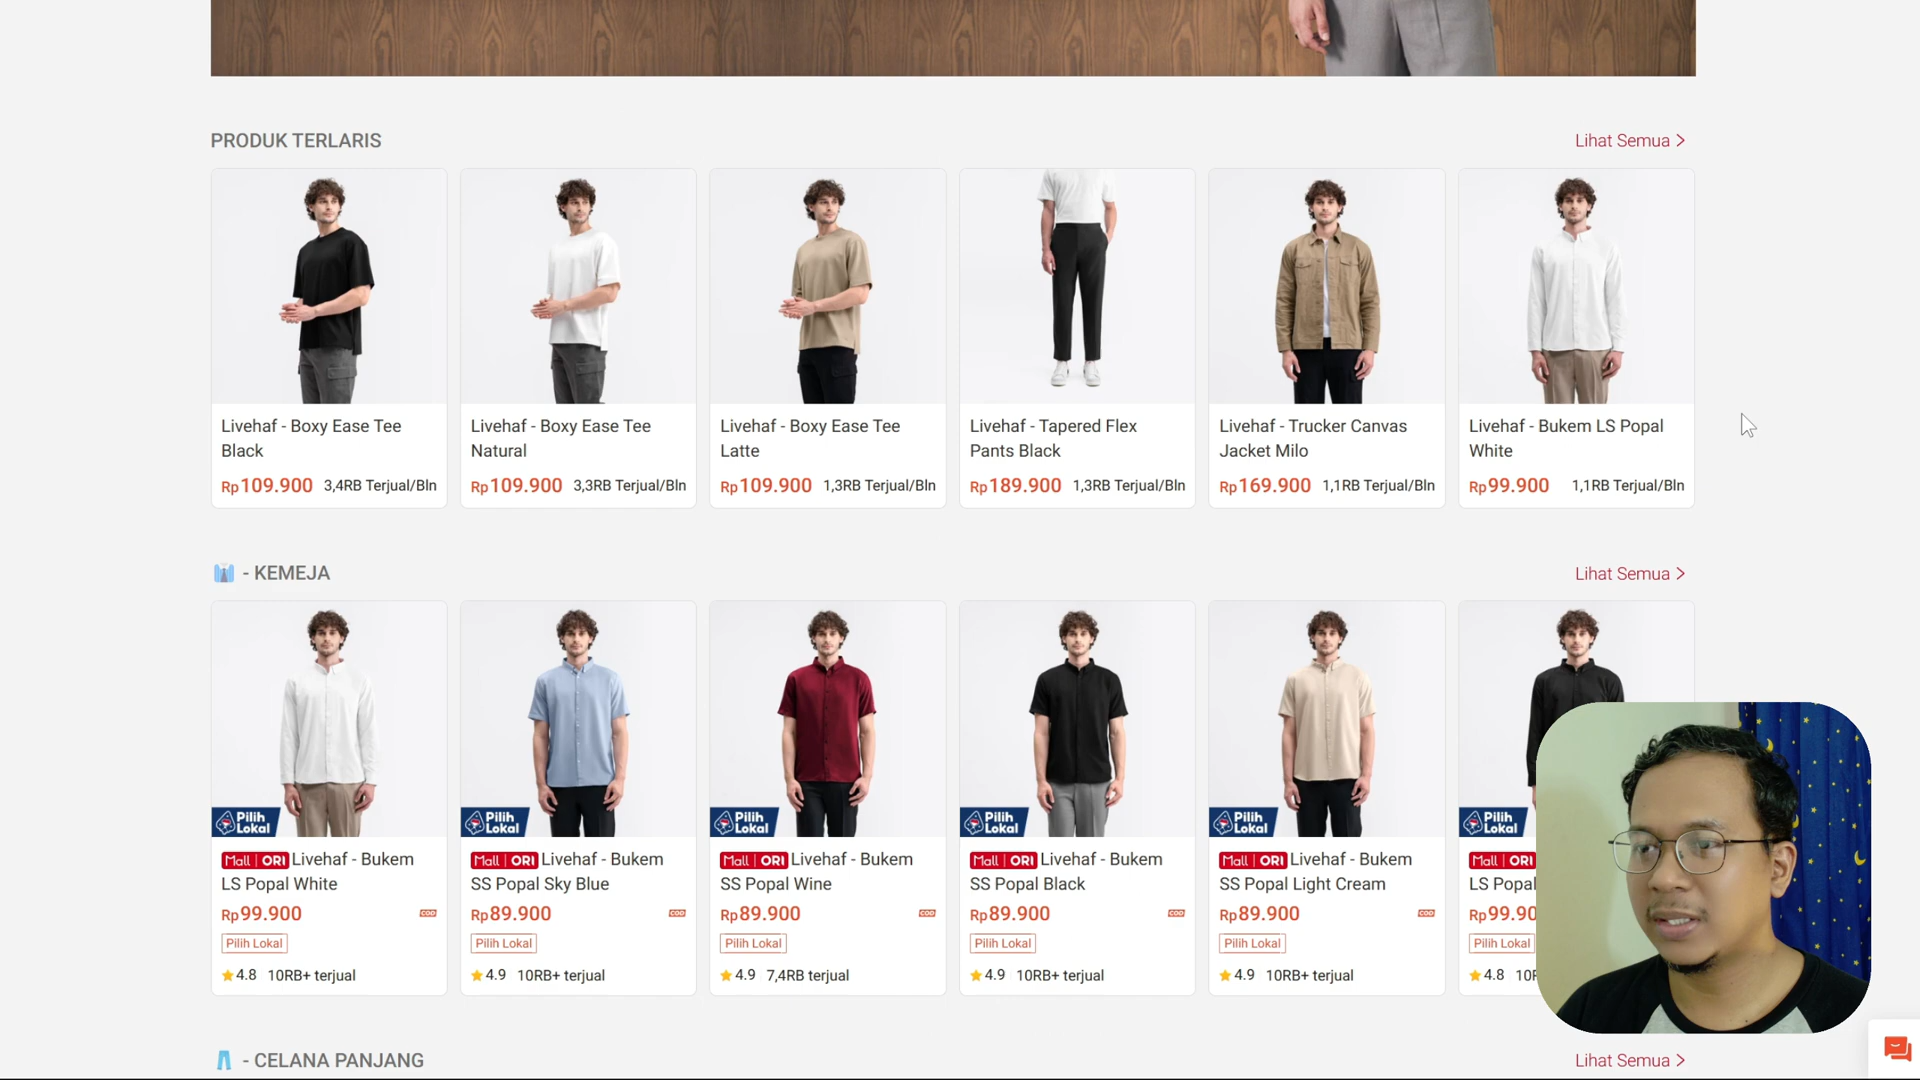 PRODUK TERLARIS
Lihat Semua >
Livehaf - Boxy Ease Tee
Black
Rp109.900 3,4RB Terjual/Bln
Livehaf - Boxy Ease Tee
Natural
Rp109.900 3,3RB Terjual/Bln
Livehaf - Boxy Ease Tee
Latte
Rp109.900 1,3RB Terjual/Bln
Livehaf - Tapered Flex
Pants Black
Rp189.900 1,3RB Terjual/Bln
Livehaf - Trucker Canvas
Jacket Milo
Rp169.900 1,1RB Terjual/Bln
Livehaf - Bukem LS Popal
White
Rp99.900 1,1RB Terjual/Bln
- KEMEJA
Lihat Semua >
Pilih
Lokal
Mall | ORI Livehaf - Bukem
LS Popal White
Rp99.900 COD
Pilih Lokal
4.8 10RB+ terjual
Pilih
Lokal
Mall | ORI Livehaf - Bukem
SS Popal Sky Blue
Rp89.900 COD
Pilih Lokal
4.9 10RB+ terjual
Pilih
Lokal
Mall | ORI Livehaf - Bukem
SS Popal Wine
Rp89.900 COD
Pilih Lokal
4.9 7,4RB terjual
Pilih
Lokal
Mall | ORI Livehaf - Bukem
SS Popal Black
Rp89.900 COD
Pilih Lokal
4.9 10RB+ terjual
Pilih
Lokal
Mall | ORI Livehaf - Bukem
SS Popal Light Cream
Rp89.900 COD
Pilih Lokal
4.9 10RB+ terjual
Pilih
Lokal
Mall | ORI
LS Popal
Rp99.90
Pilih Lokal
4.8
- CELANA PANJANG
Lihat Semua >